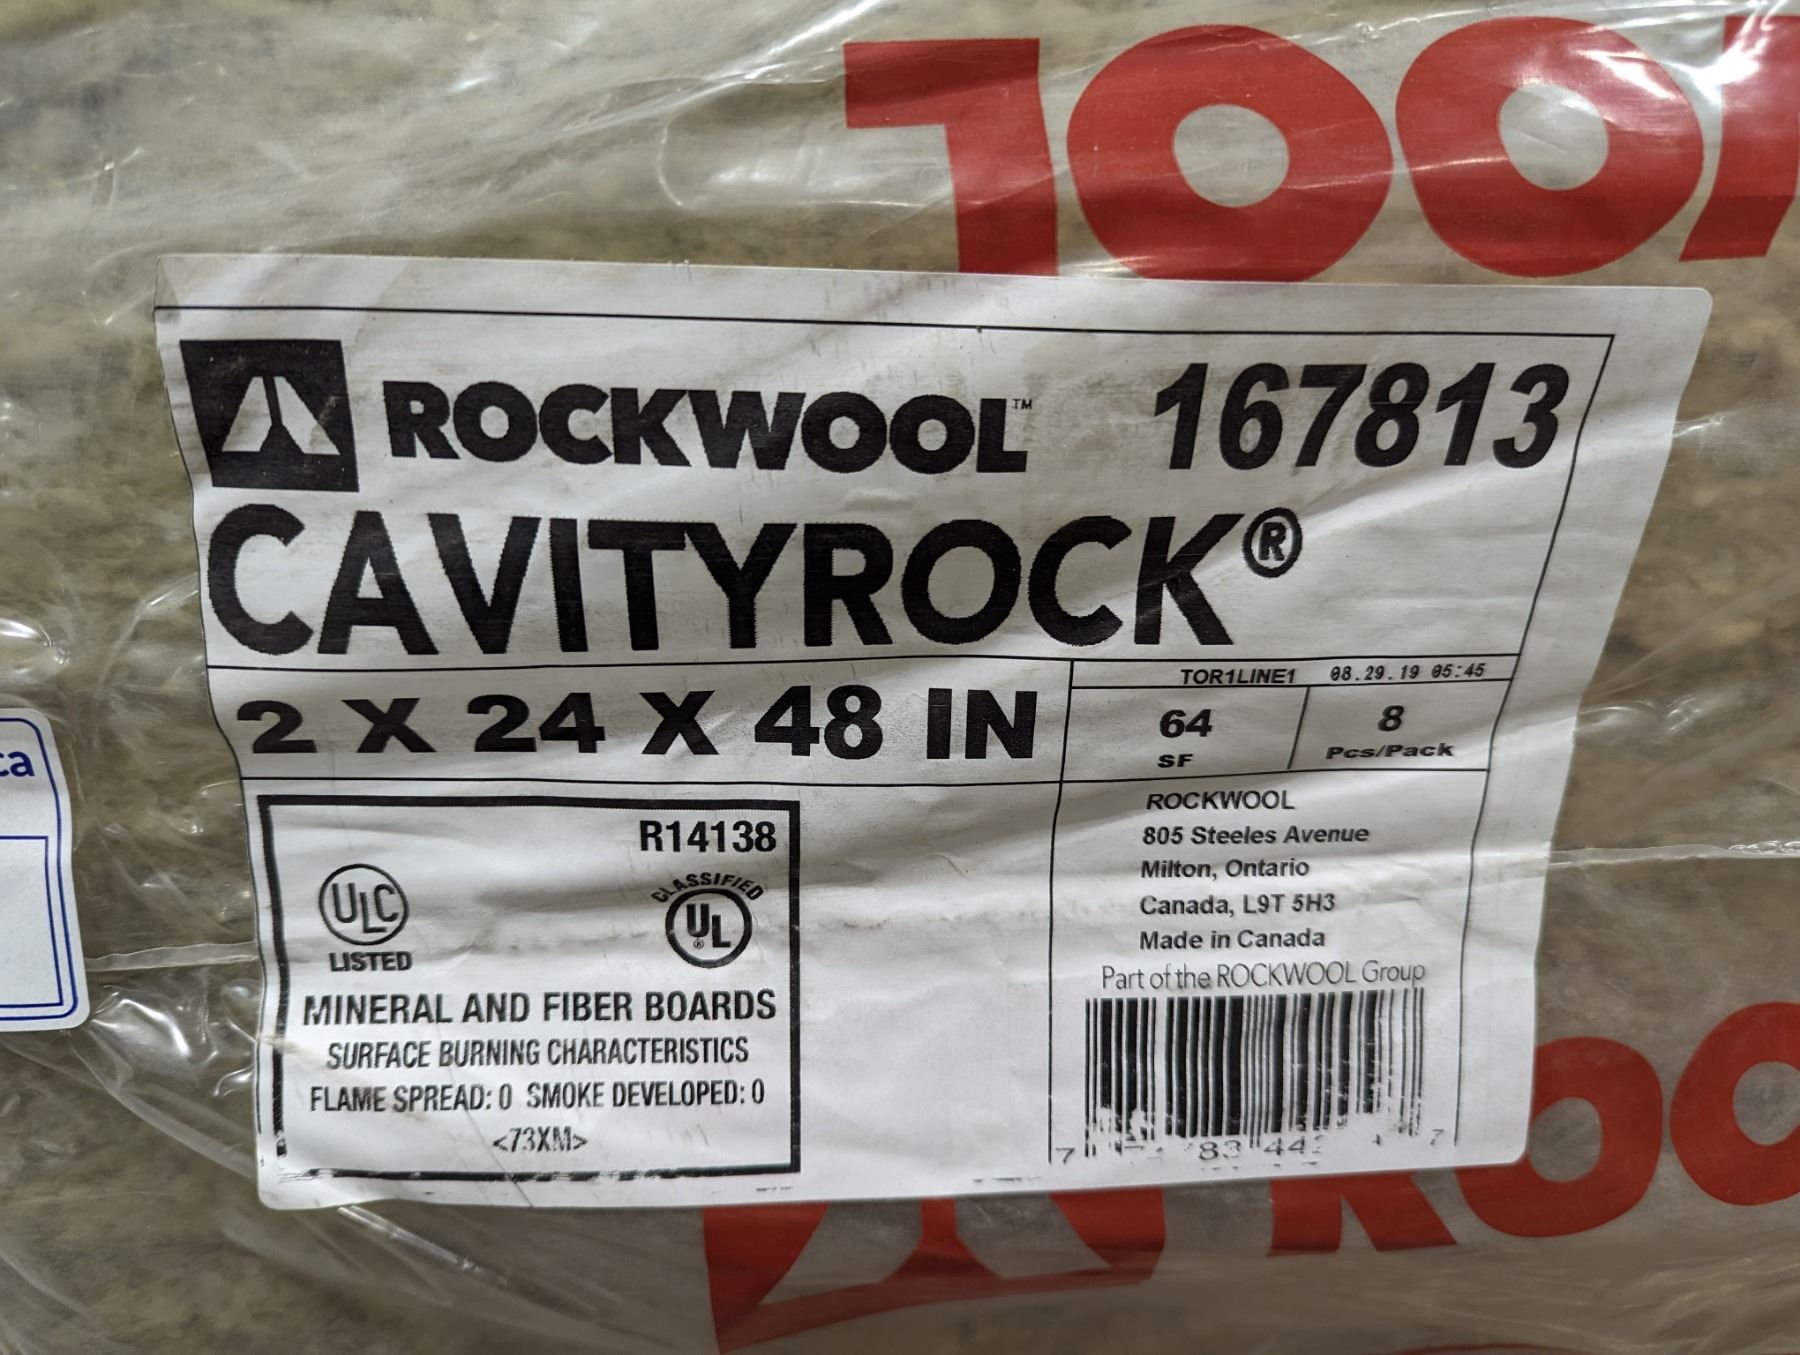 ROCKWOOL™ 167813
CAVITYROCK®
2 X 24 X 48 IN
TOR1LINE1 08.29.19 05:45
64
SF
8
Pcs/Pack
R14138
ULC
LISTED
CLASSIFIED
UL®
MINERAL AND FIBER BOARDS
SURFACE BURNING CHARACTERISTICS
FLAME SPREAD: 0 SMOKE DEVELOPED: 0
<73XM>
ROCKWOOL
805 Steeles Avenue
Milton, Ontario
Canada, L9T 5H3
Made in Canada
Part of the ROCKWOOL Group